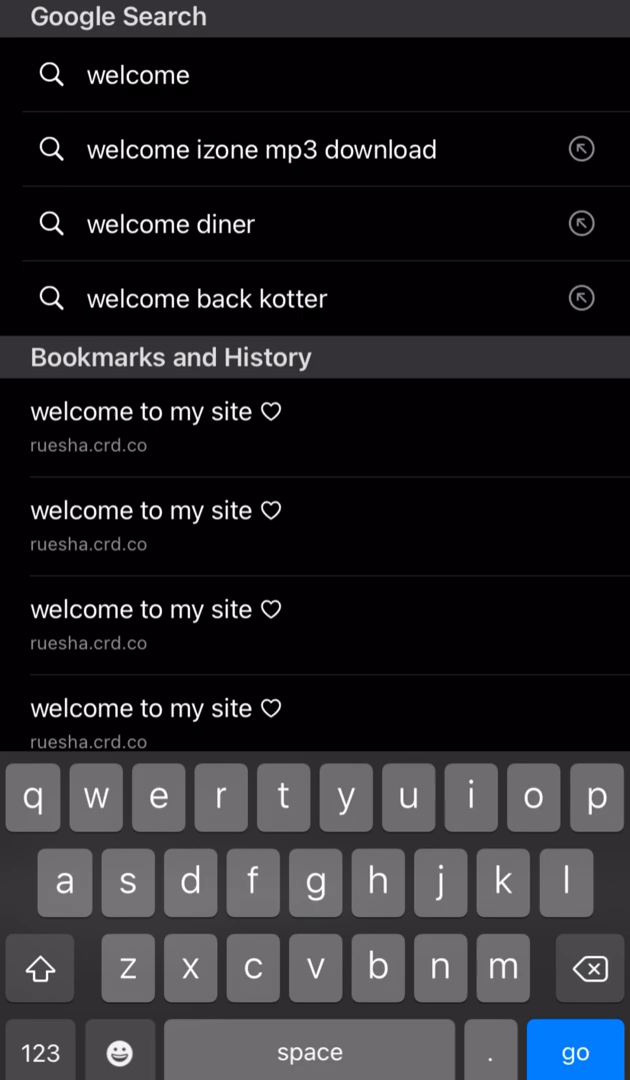 Google Search
welcome
welcome izone mp3 download
welcome diner
welcome back kotter
Bookmarks and History
welcome to my site ♡
ruesha.crd.co
welcome to my site ♡
ruesha.crd.co
welcome to my site ♡
ruesha.crd.co
welcome to my site ♡
ruesha.crd.co
q w e r t y u i o p
a s d f g h j k l
z x c v b n m
123 space . go